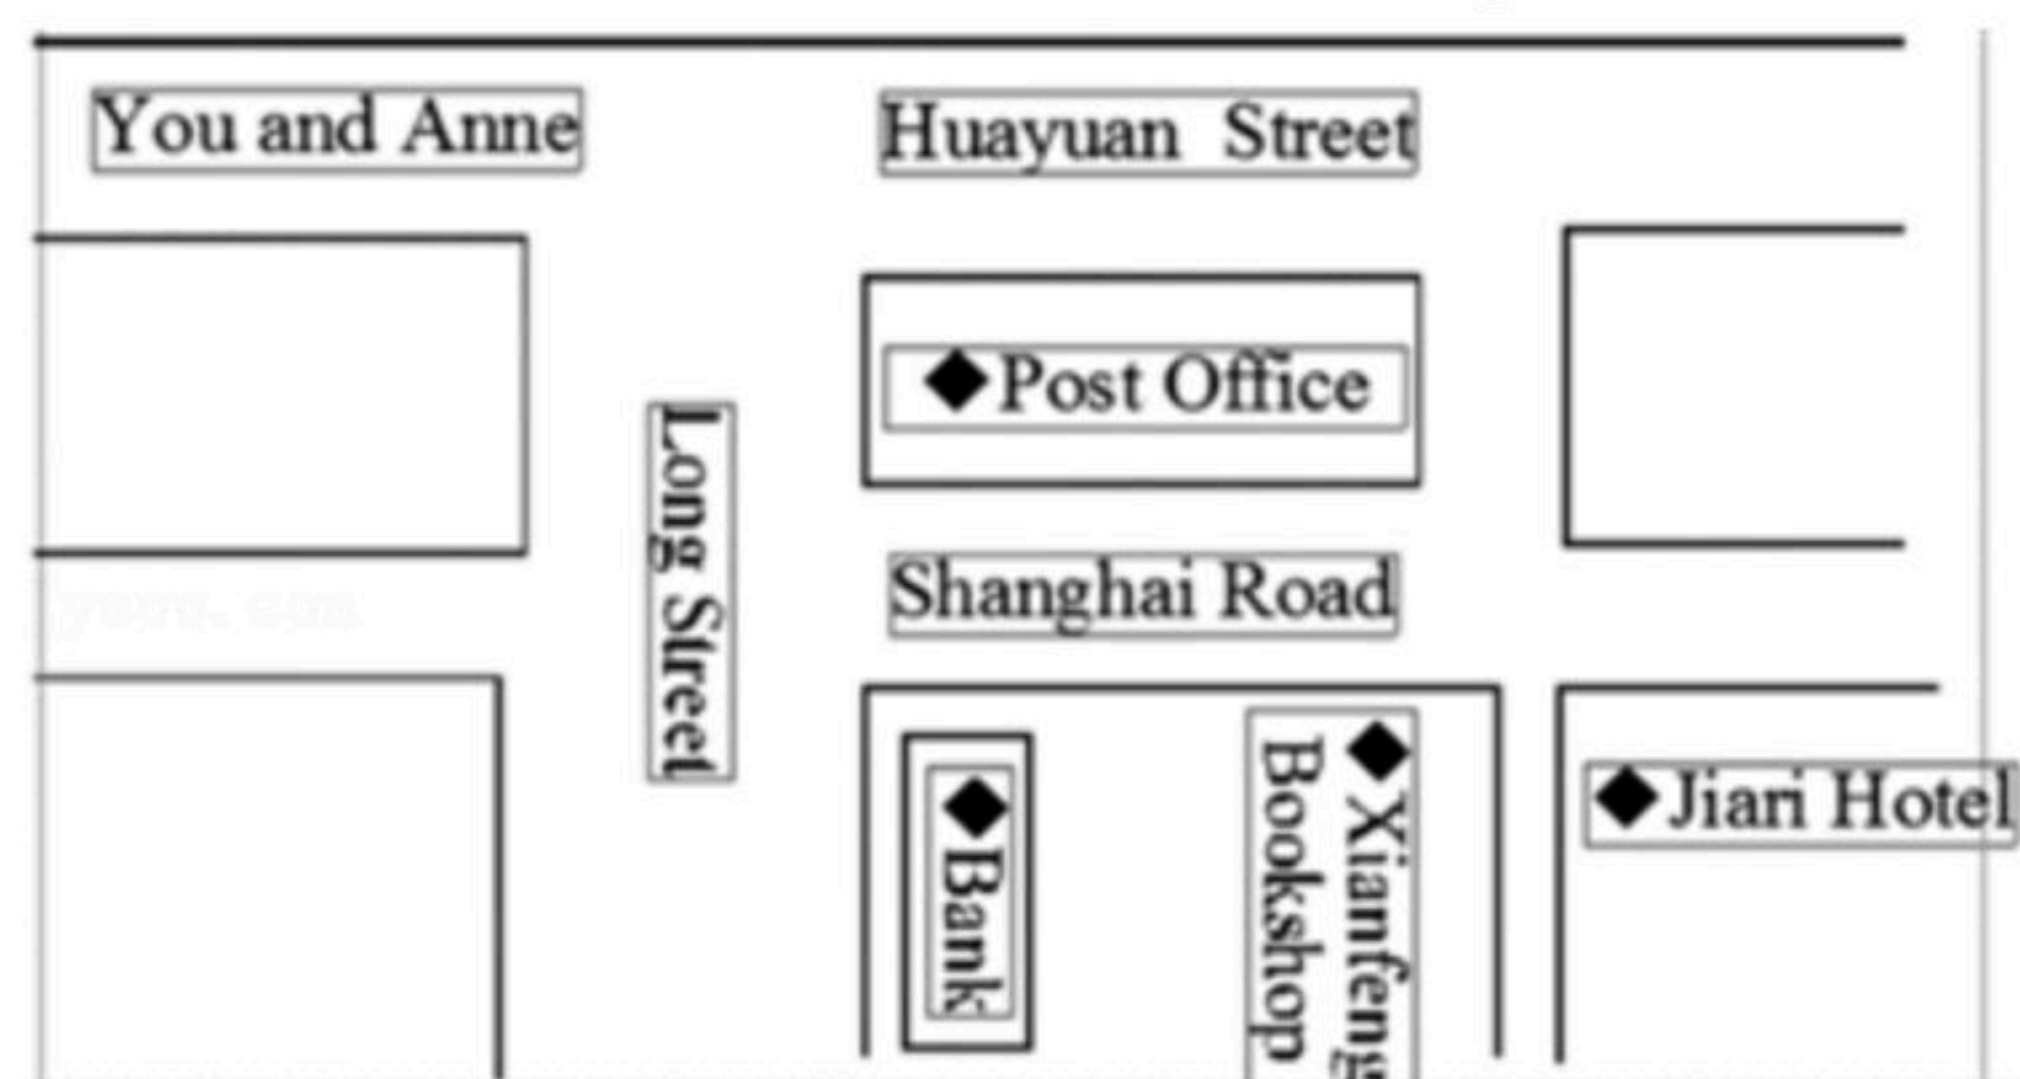 You and Anne
Huayuan Street
◆Post Office
Long Street
Shanghai Road
◆Bank
◆Xianfeng
Bookshop
◆Jiari Hotel